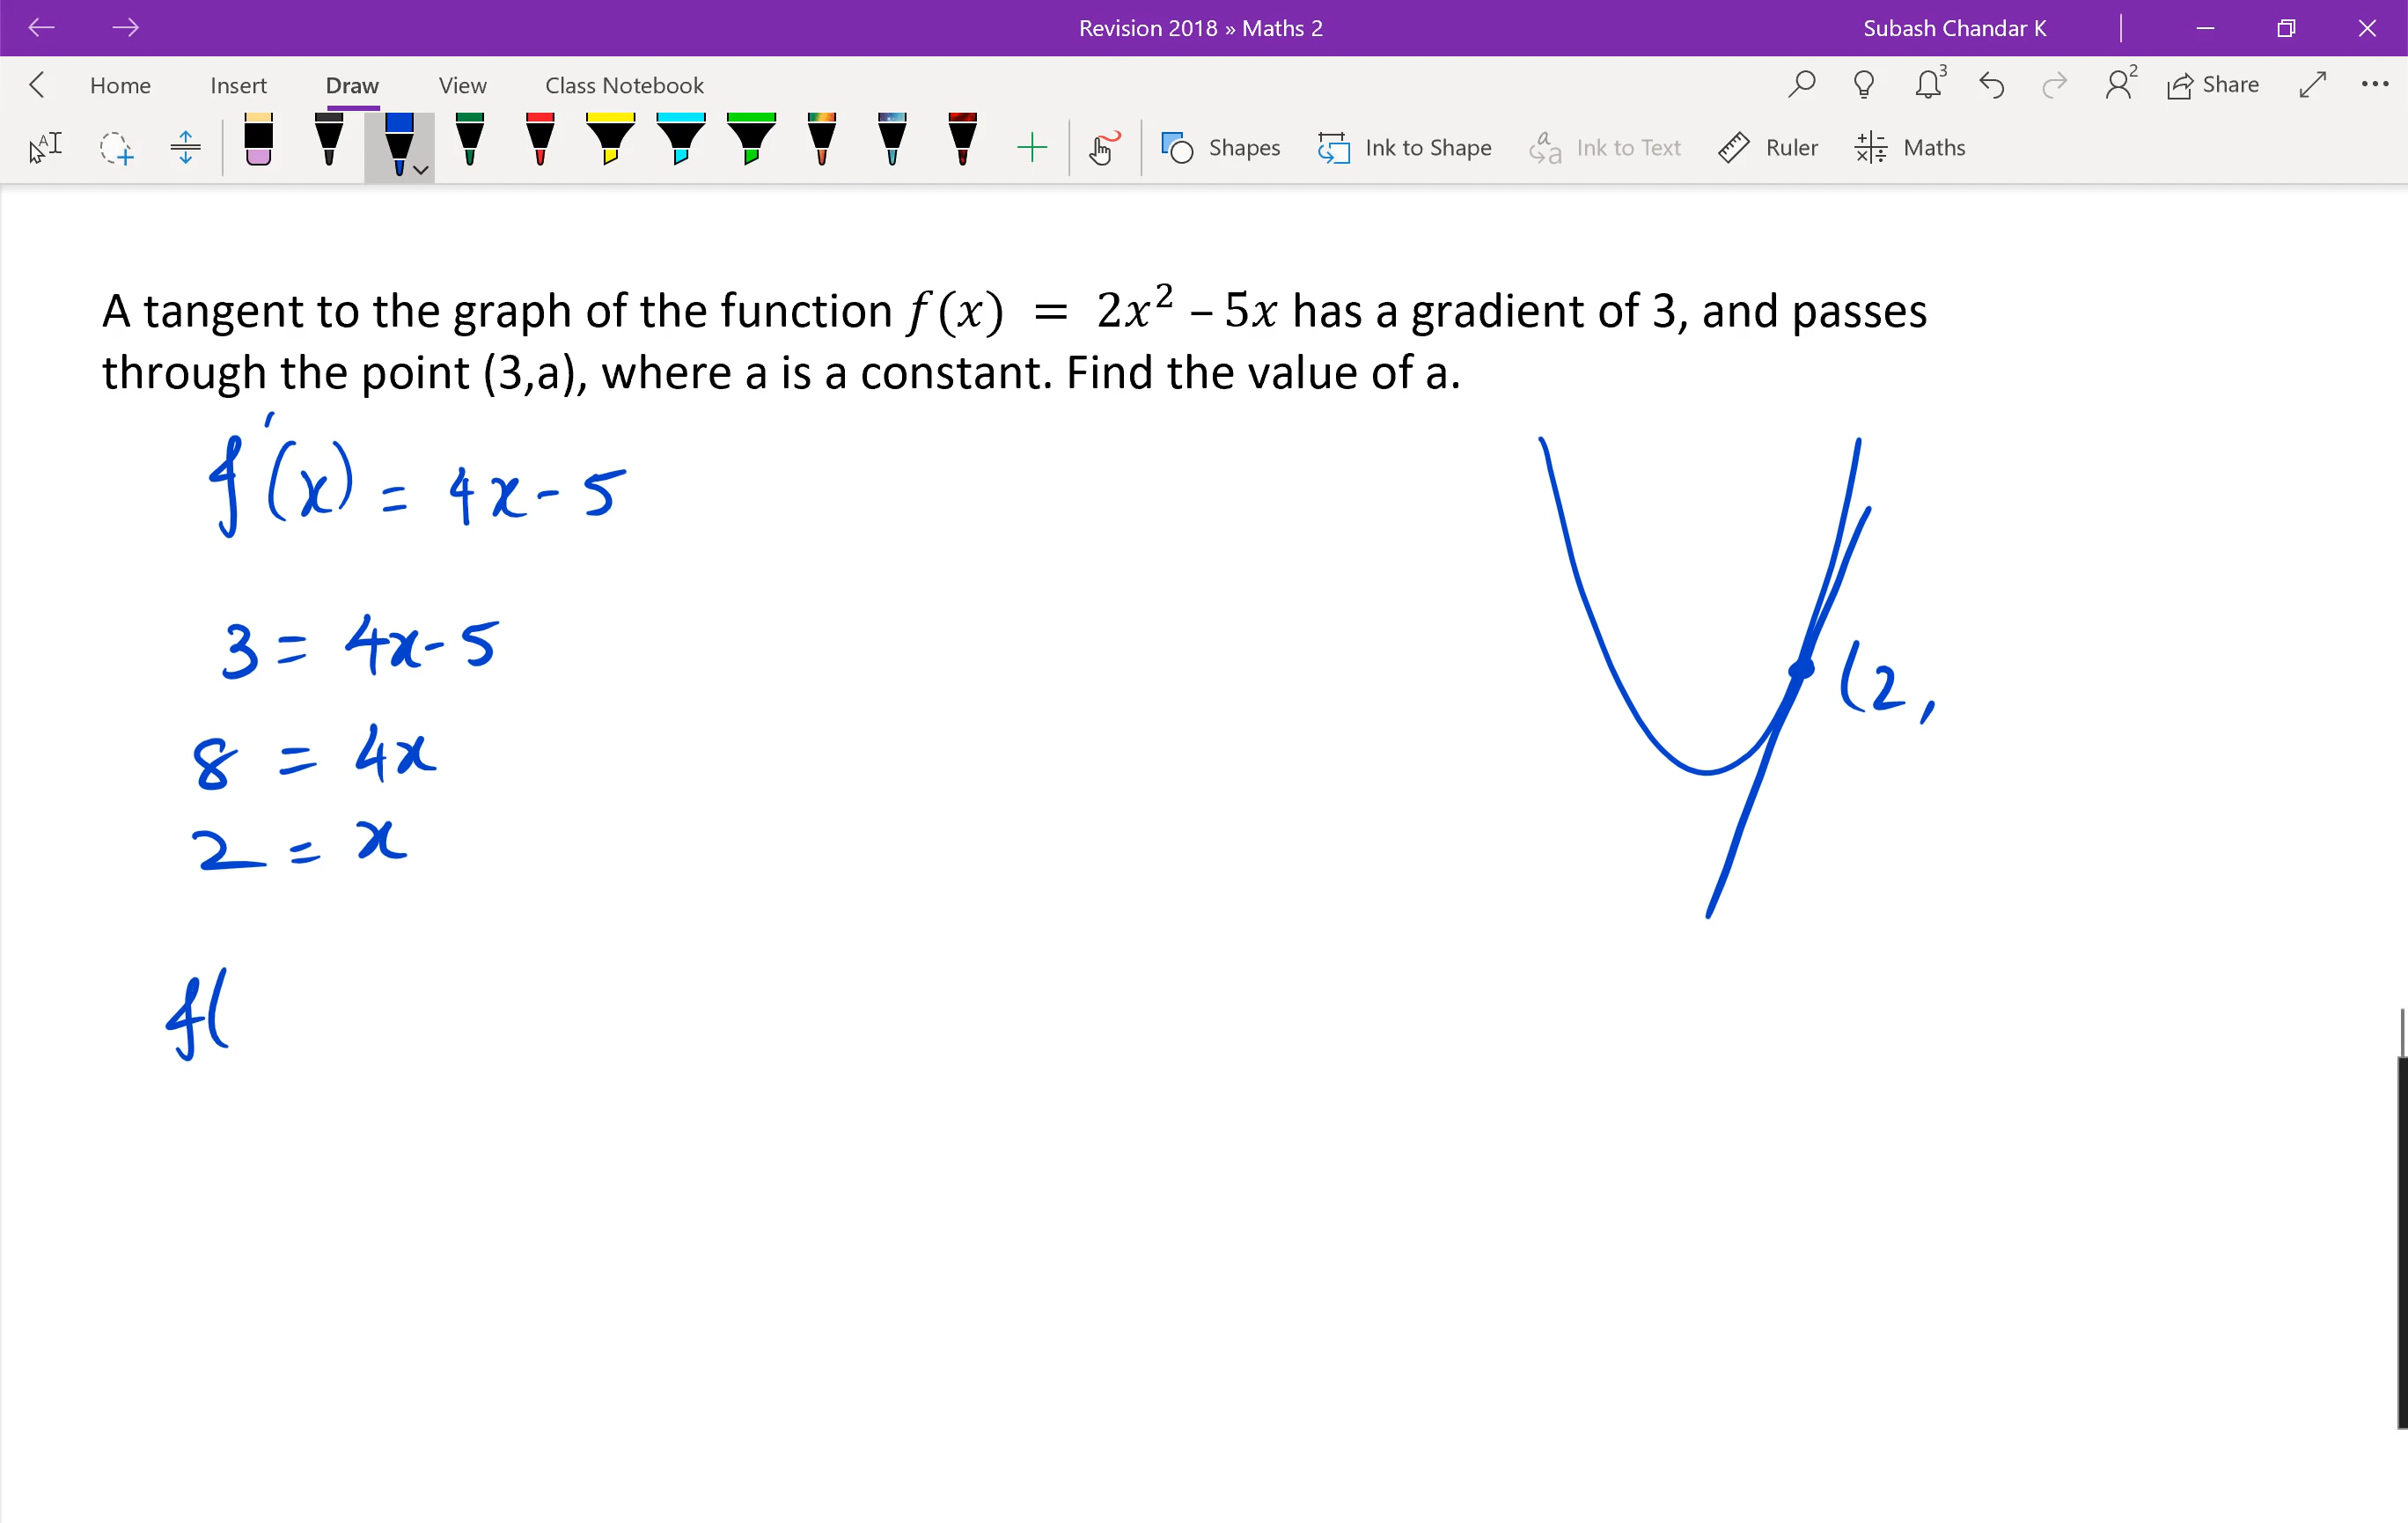 Revision 2018 » Maths 2
Subash Chandar K
Home Insert Draw View Class Notebook
3
2
Share
Shapes Ink to Shape Ink to Text Ruler Maths
A tangent to the graph of the function f(x) = 2x² – 5x has a gradient of 3, and passes
through the point (3,a), where a is a constant. Find the value of a.
f'(x) = 4x - 5
3 = 4x - 5
(2,
8 = 4x
2 = x
f(